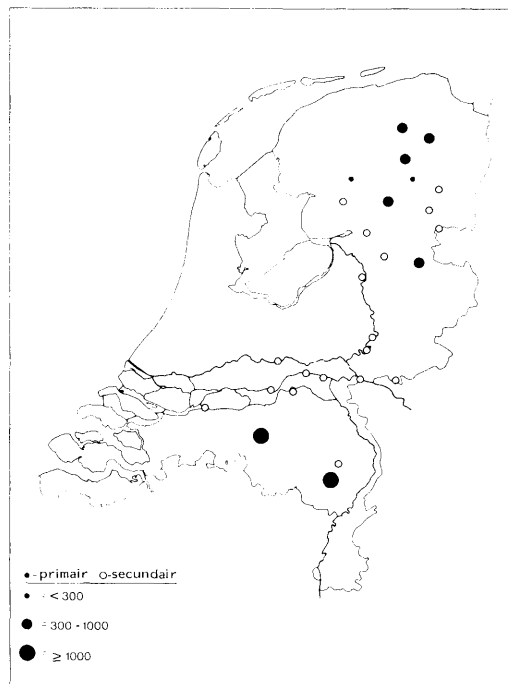 •-primair o-secundair
• = < 300
● = 300 - 1000
● = ≥ 1000